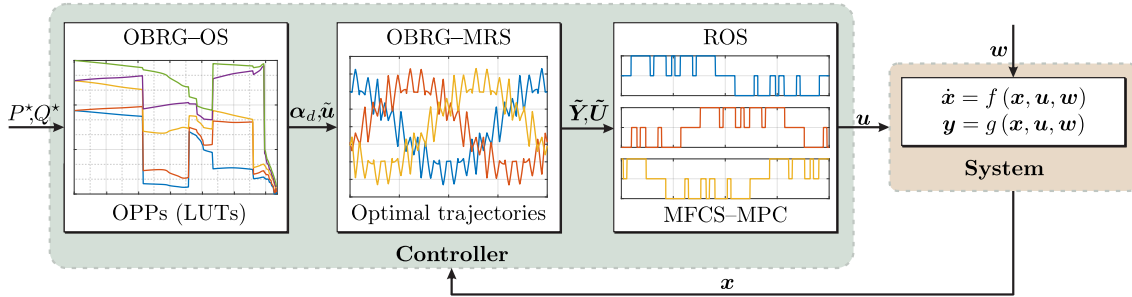 OBRG–OS
OBRG–MRS
ROS
w
P*,Q*
α_d,ũ
Ỹ,Ũ
u
ẋ = f (x, u, w)
y = g (x, u, w)
System
OPPs (LUTs)
Optimal trajectories
MFCS–MPC
Controller
x